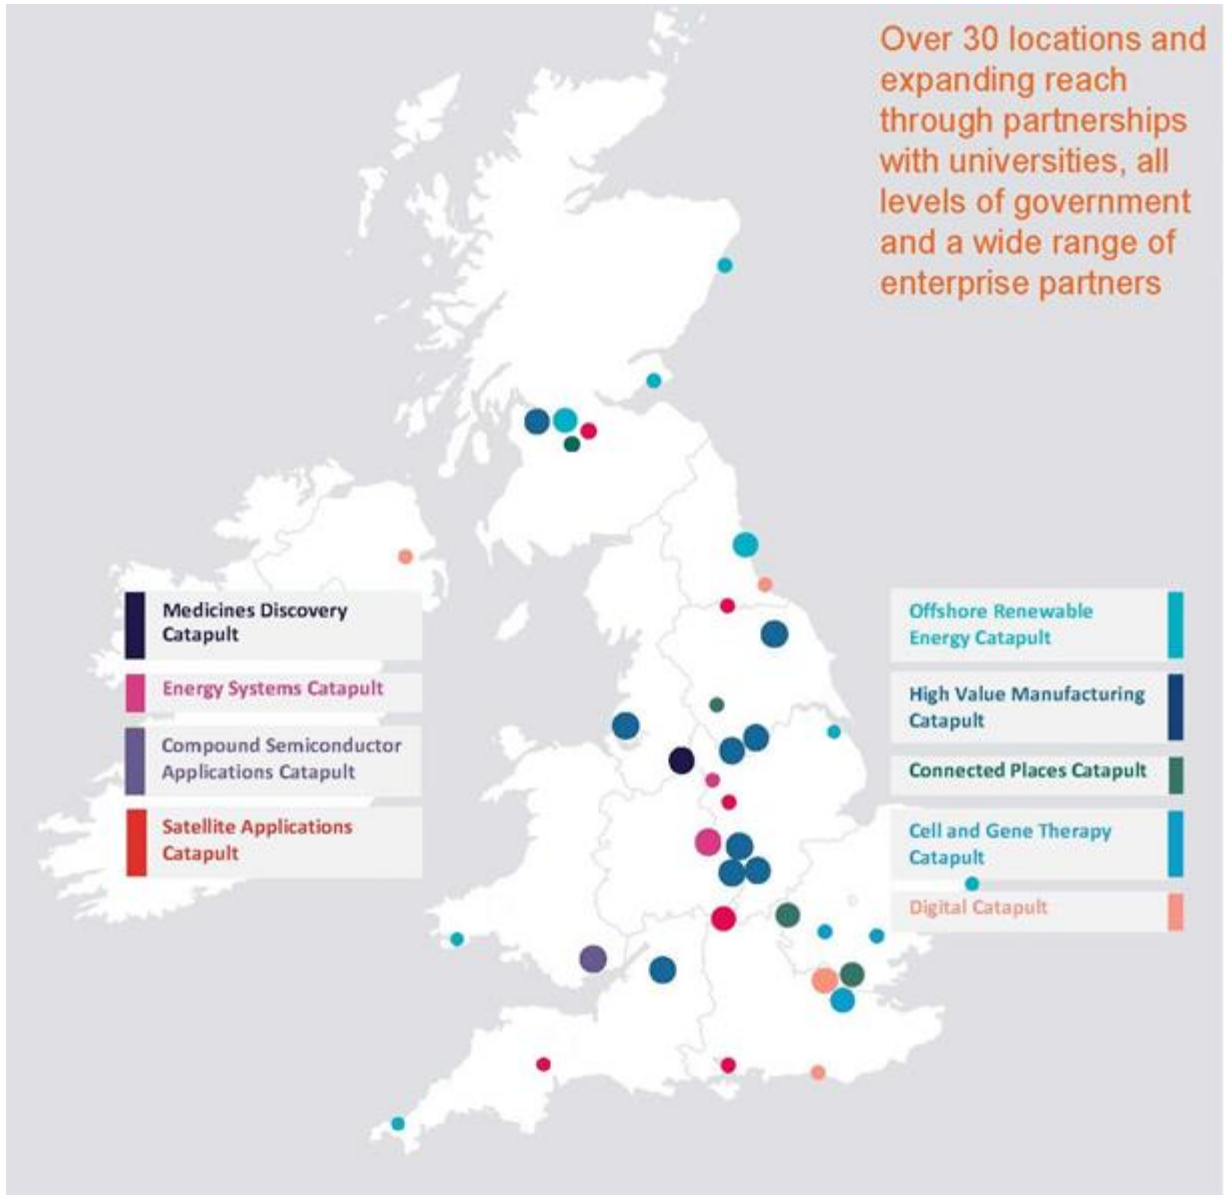 Over 30 locations and
expanding reach
through partnerships
with universities, all
levels of government
and a wide range of
enterprise partners
Medicines Discovery
Catapult
Energy Systems Catapult
Compound Semiconductor
Applications Catapult
Satellite Applications
Catapult
Offshore Renewable
Energy Catapult
High Value Manufacturing
Catapult
Connected Places Catapult
Cell and Gene Therapy
Catapult
Digital Catapult